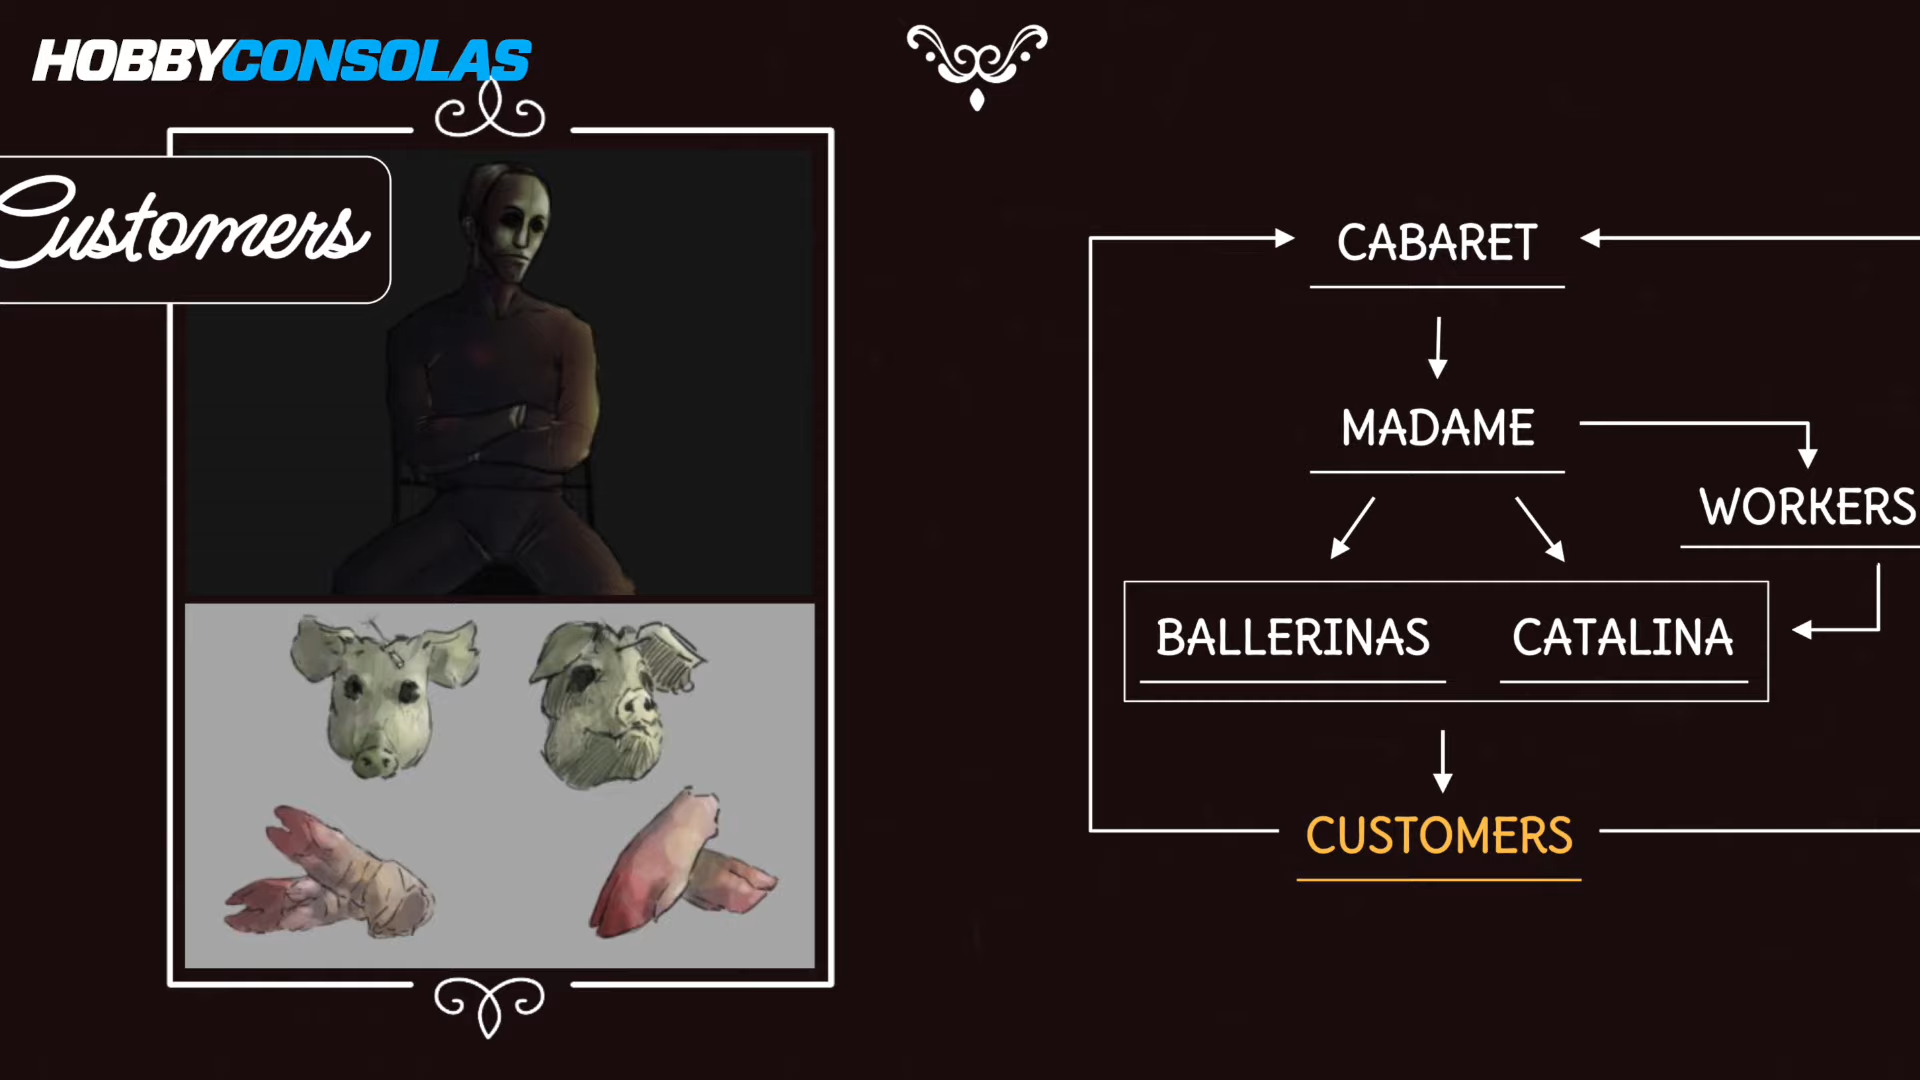 HOBBYCONSOLAS
Customers
CABARET
MADAME
WORKERS
BALLERINAS
CATALINA
CUSTOMERS